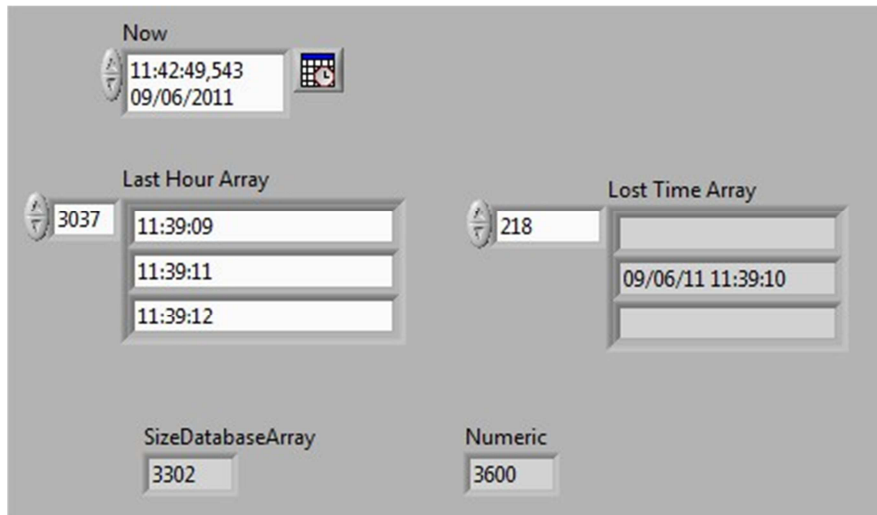 Now
11:42:49,543
09/06/2011
Last Hour Array
3037
11:39:09
11:39:11
11:39:12
Lost Time Array
218
09/06/11 11:39:10
SizeDatabaseArray
3302
Numeric
3600